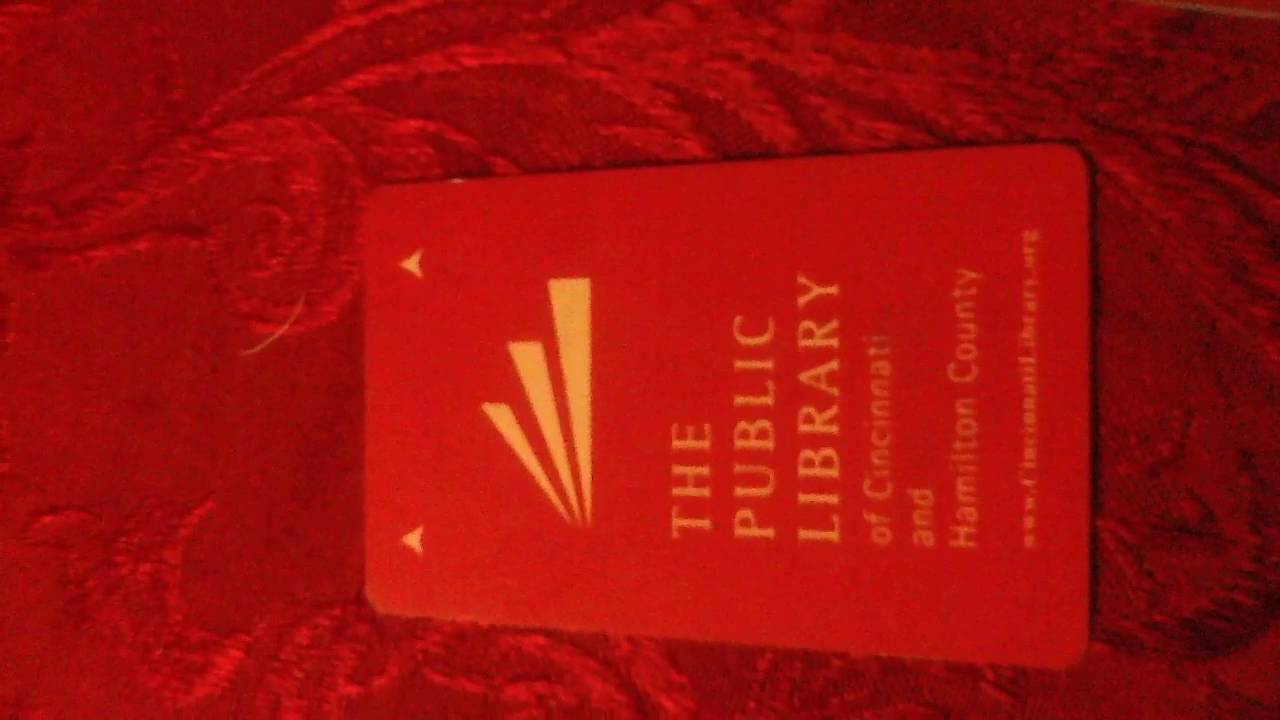 THE
PUBLIC
LIBRARY
of Cincinnati
and
Hamilton County
www.CincinnatiLibrary.org